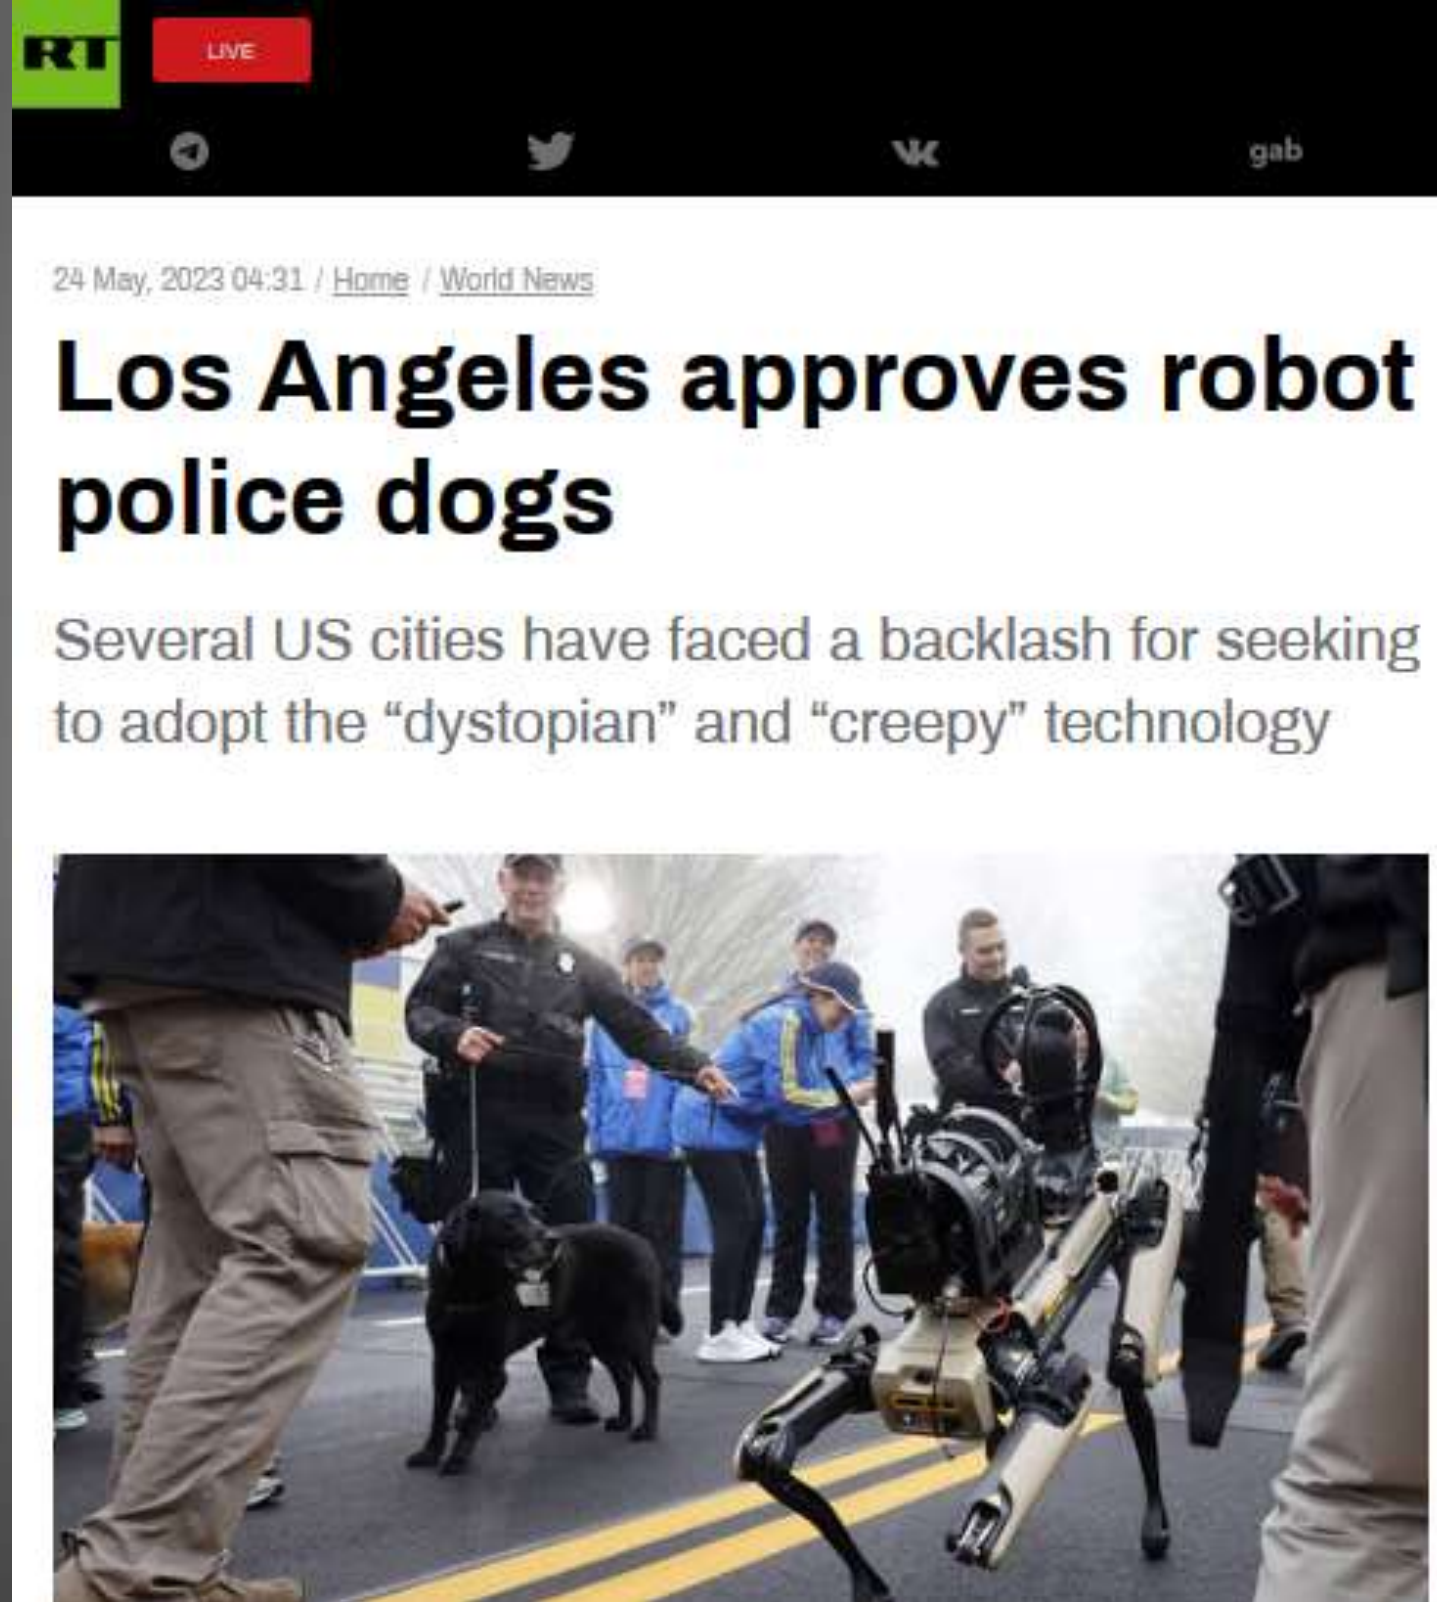 RT
LIVE
gab
24 May, 2023 04:31 / Home / World News
Los Angeles approves robot
police dogs
Several US cities have faced a backlash for seeking
to adopt the “dystopian” and “creepy” technology